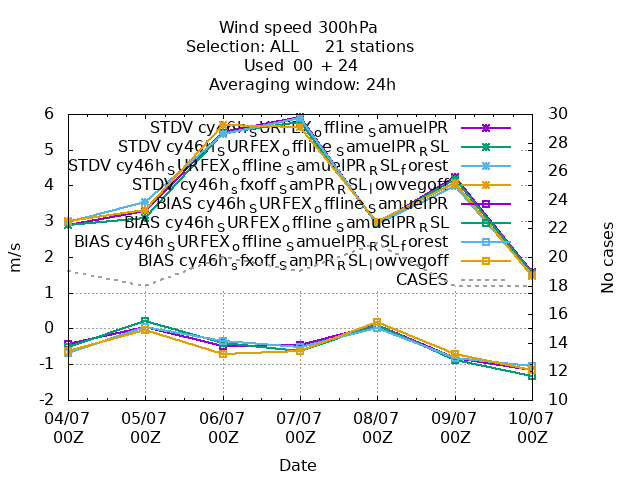 Wind speed 300hPa
Selection: ALL 21 stations
Used 00 + 24
Averaging window: 24h
STDV cy46h_SURFEX_offline_samuelPR
STDV cy46h_SURFEX_offline_samuelPR_RSL
STDV cy46h_SURFEX_offline_samuelPR_RSL_forest
STDV cy46h_sfxoff_samPR_RSL_lowvegoff
BIAS cy46h_SURFEX_offline_samuelPR
BIAS cy46h_SURFEX_offline_samuelPR_RSL
BIAS cy46h_SURFEX_offline_samuelPR_RSL_forest
BIAS cy46h_sfxoff_samPR_RSL_lowvegoff
CASES
6
5
4
3
2
1
0
-1
-2
m/s
30
28
26
24
22
20
18
16
14
12
10
No cases
04/07 05/07 06/07 07/07 08/07 09/07 10/07
00Z 00Z 00Z 00Z 00Z 00Z 00Z
Date